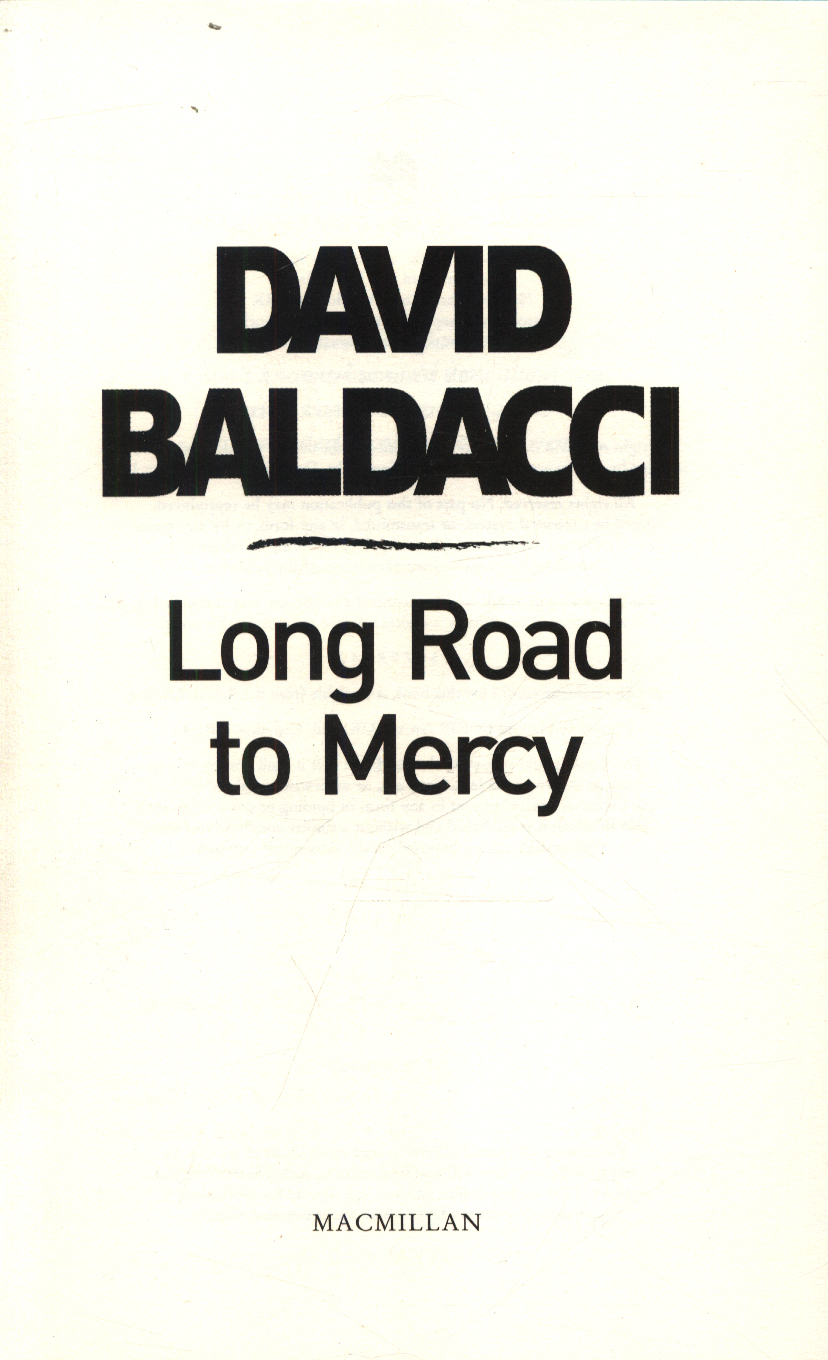 DAVID
BALDACCI
Long Road
to Mercy
MACMILLAN